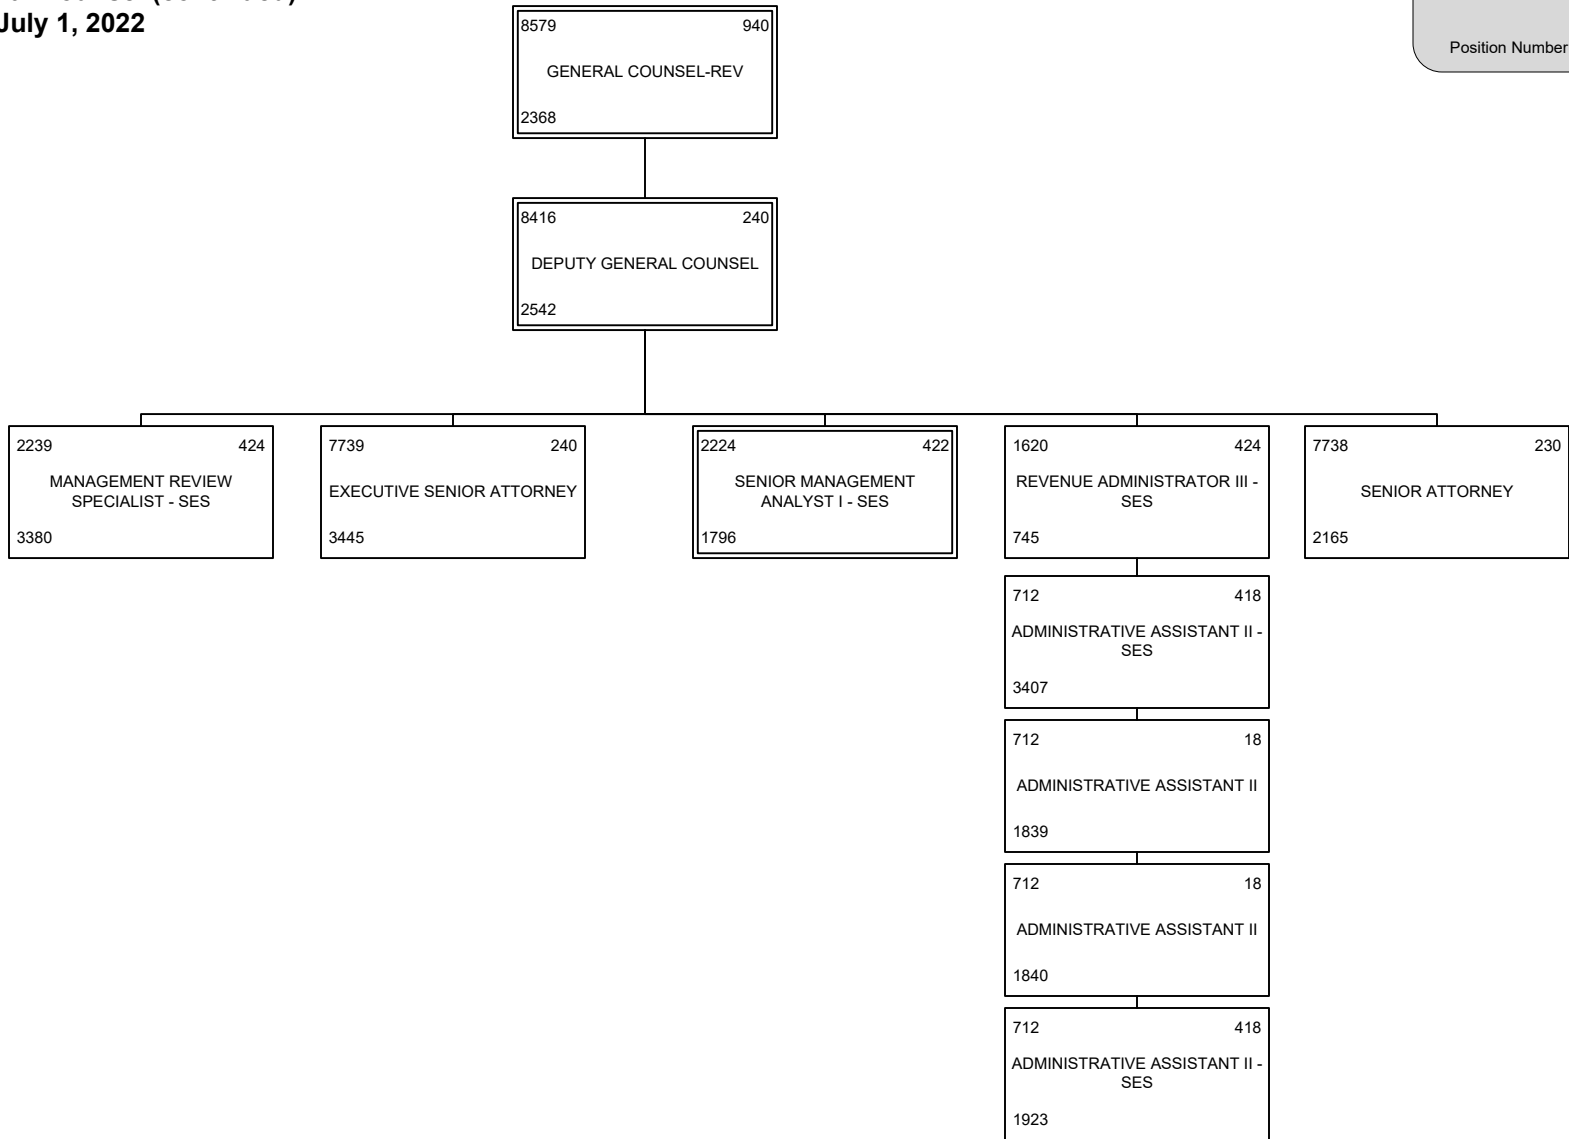 July 1, 2022
Position Number
8579 940
GENERAL COUNSEL-REV
2368
8416 240
DEPUTY GENERAL COUNSEL
2542
2239 424
MANAGEMENT REVIEW
SPECIALIST - SES
3380
7739 240
EXECUTIVE SENIOR ATTORNEY
3445
2224 422
SENIOR MANAGEMENT
ANALYST I - SES
1796
1620 424
REVENUE ADMINISTRATOR III -
SES
745
7738 230
SENIOR ATTORNEY
2165
712 418
ADMINISTRATIVE ASSISTANT II -
SES
3407
712 18
ADMINISTRATIVE ASSISTANT II
1839
712 18
ADMINISTRATIVE ASSISTANT II
1840
712 418
ADMINISTRATIVE ASSISTANT II -
SES
1923